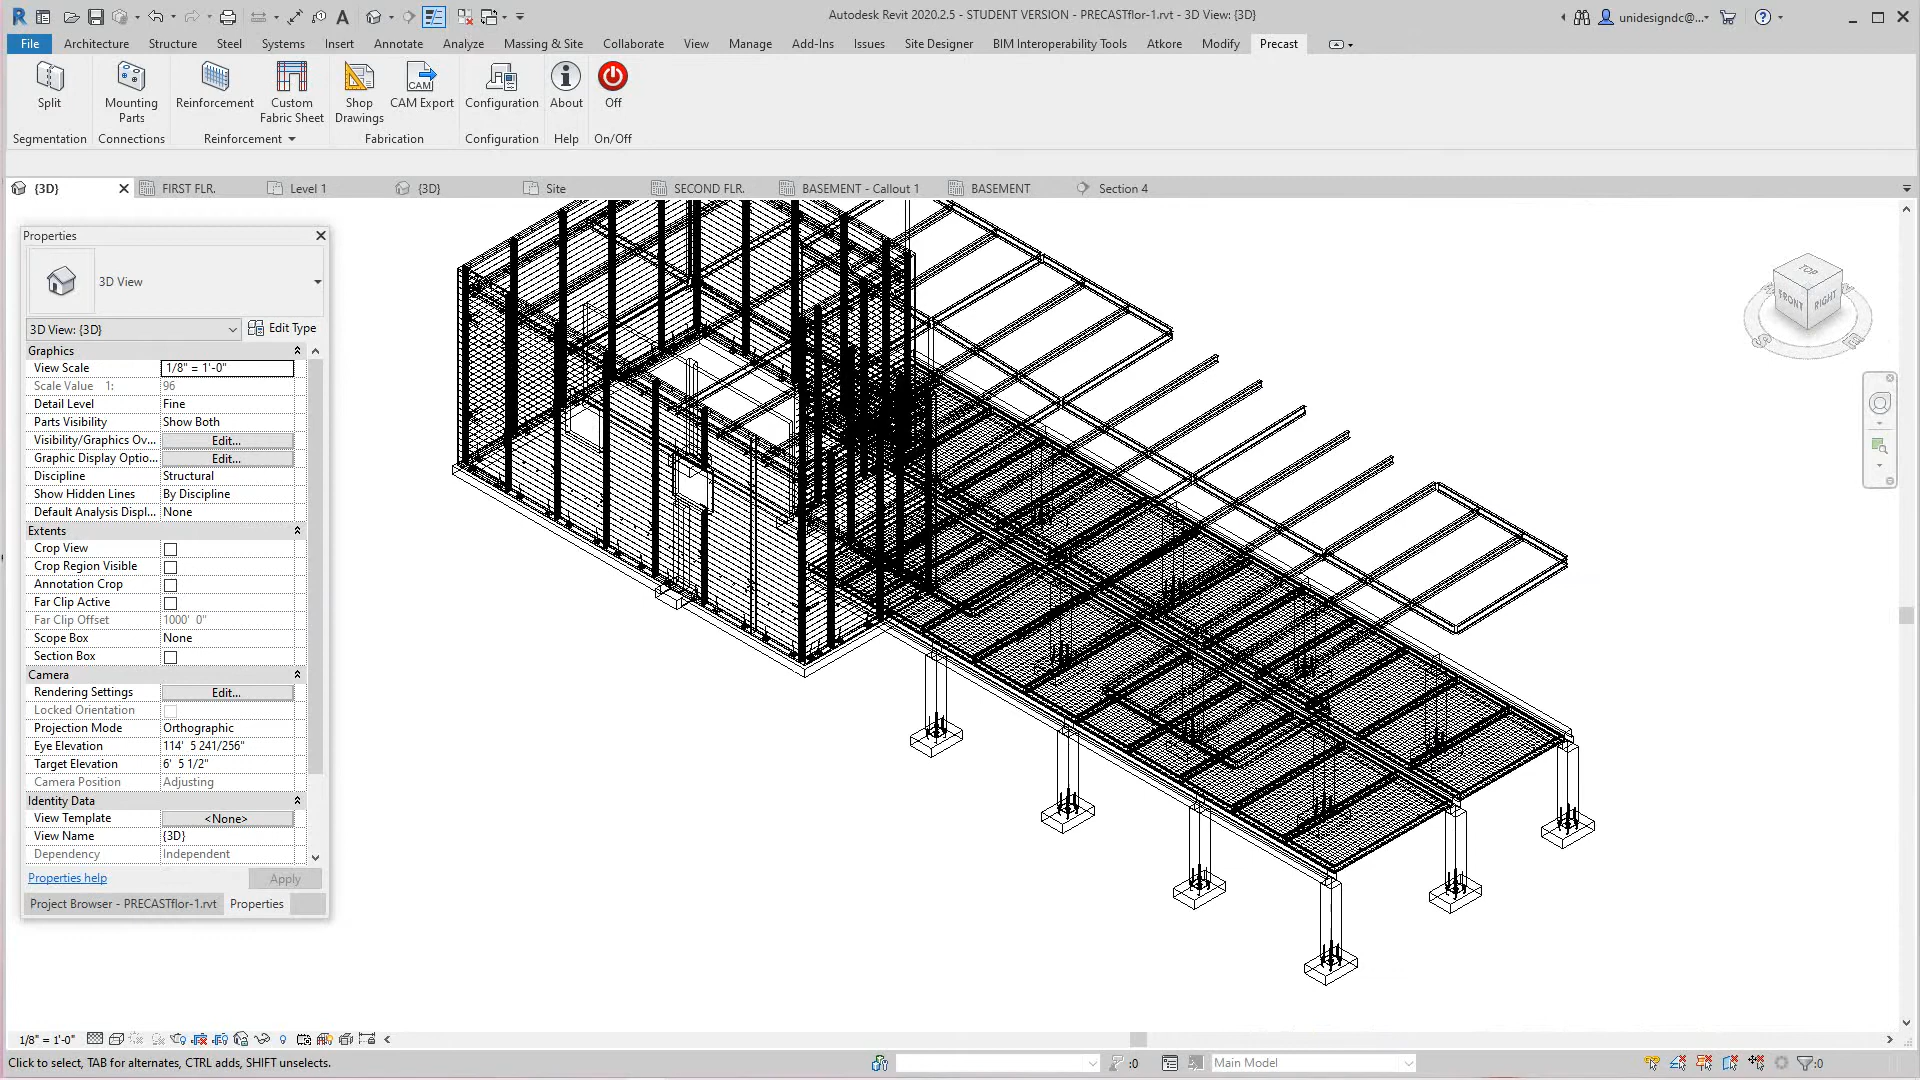 Autodesk Revit 2020.2.5 - STUDENT VERSION - PRECASTflor-1.rvt - 3D View: {3D}
unidesigndc@...
File Architecture Structure Steel Systems Insert Annotate Analyze Massing & Site Collaborate View Manage Add-Ins Issues Site Designer BIM Interoperability Tools Atkore Modify Precast
Split Mounting Parts Reinforcement Custom Fabric Sheet Shop Drawings CAM Export Configuration About Off
CAM
Segmentation Connections Reinforcement Fabrication Configuration Help On/Off
{3D} FIRST FLR. Level 1 {3D} Site SECOND FLR. BASEMENT - Callout 1 BASEMENT Section 4
Properties
3D View
3D View: {3D} Edit Type
Graphics
View Scale 1/8" = 1'-0"
Scale Value 1: 96
Detail Level Fine
Parts Visibility Show Both
Visibility/Graphics Ov... Edit...
Graphic Display Optio... Edit...
Discipline Structural
Show Hidden Lines By Discipline
Default Analysis Displ... None
Extents
Crop View
Crop Region Visible
Annotation Crop
Far Clip Active
Far Clip Offset 1000' 0"
Scope Box None
Section Box
Camera
Rendering Settings Edit...
Locked Orientation
Projection Mode Orthographic
Eye Elevation 114' 5 241/256"
Target Elevation 6' 5 1/2"
Camera Position Adjusting
Identity Data
View Template <None>
View Name {3D}
Dependency Independent
Properties help Apply
Project Browser - PRECASTflor-1.rvt Properties
TOP
FRONT RIGHT
1/8" = 1'-0"
Click to select, TAB for alternates, CTRL adds, SHIFT unselects.
:0
Main Model
:0